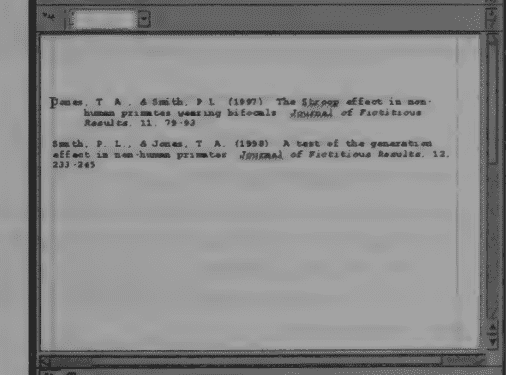 Jones, T. A., & Smith, P. L. (1997) The Stroop effect in non-
human primates wearing bifocals Journal of Fictitious
Results, 11, 79-93
Smith, P. L., & Jones, T. A. (1998) A test of the generation
effect in non-human primates Journal of Fictitious Results, 12,
233-245